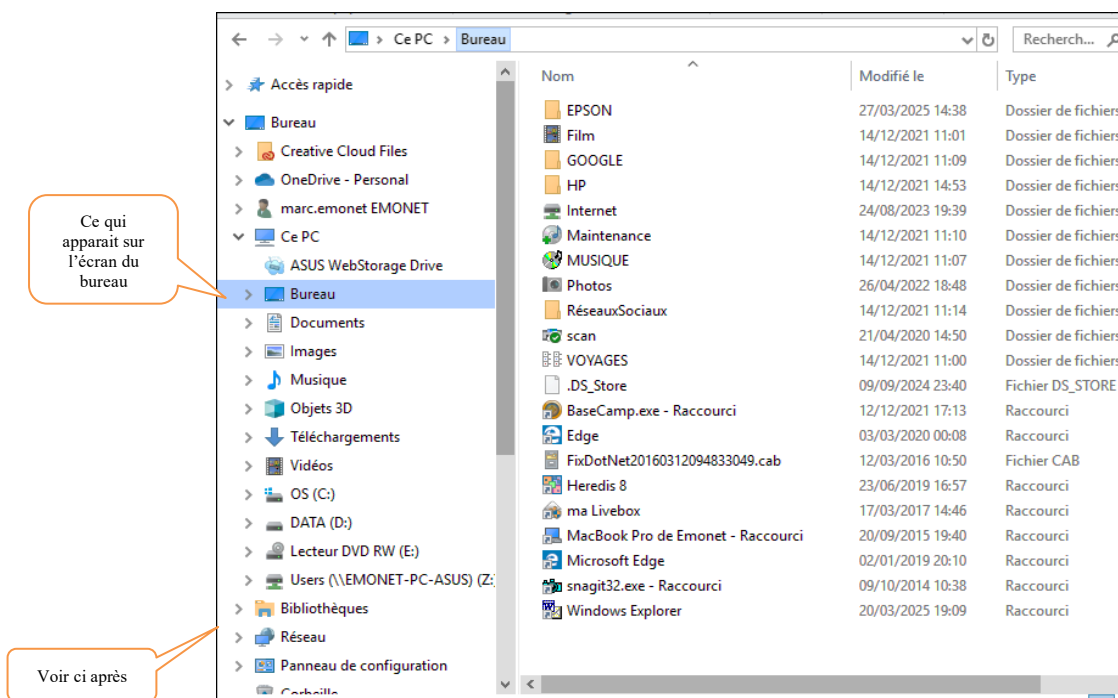 Ce PC > Bureau
Recherch...
Accès rapide
Bureau
Creative Cloud Files
OneDrive - Personal
marc.emonet EMONET
Ce PC
ASUS WebStorage Drive
Bureau
Documents
Images
Musique
Objets 3D
Téléchargements
Vidéos
OS (C:)
DATA (D:)
Lecteur DVD RW (E:)
Users (\\EMONET-PC-ASUS) (Z:
Bibliothèques
Réseau
Panneau de configuration
Corbeille
Ce qui
apparait sur
l'écran du
bureau
Voir ci après
Nom Modifié le Type
EPSON 27/03/2025 14:38 Dossier de fichiers
Film 14/12/2021 11:01 Dossier de fichiers
GOOGLE 14/12/2021 11:09 Dossier de fichiers
HP 14/12/2021 14:53 Dossier de fichiers
Internet 24/08/2023 19:39 Dossier de fichiers
Maintenance 14/12/2021 11:10 Dossier de fichiers
MUSIQUE 14/12/2021 11:07 Dossier de fichiers
Photos 26/04/2022 18:48 Dossier de fichiers
RéseauxSociaux 14/12/2021 11:14 Dossier de fichiers
scan 21/04/2020 14:50 Dossier de fichiers
VOYAGES 14/12/2021 11:00 Dossier de fichiers
.DS_Store 09/09/2024 23:40 Fichier DS_STORE
BaseCamp.exe - Raccourci 12/12/2021 17:13 Raccourci
Edge 03/03/2020 00:08 Raccourci
FixDotNet20160312094833049.cab 12/03/2016 10:50 Fichier CAB
Heredis 8 23/06/2019 16:57 Raccourci
ma Livebox 17/03/2017 14:46 Raccourci
MacBook Pro de Emonet - Raccourci 20/09/2015 19:40 Raccourci
Microsoft Edge 02/01/2019 20:10 Raccourci
snagit32.exe - Raccourci 09/10/2014 10:38 Raccourci
Windows Explorer 20/03/2025 19:09 Raccourci